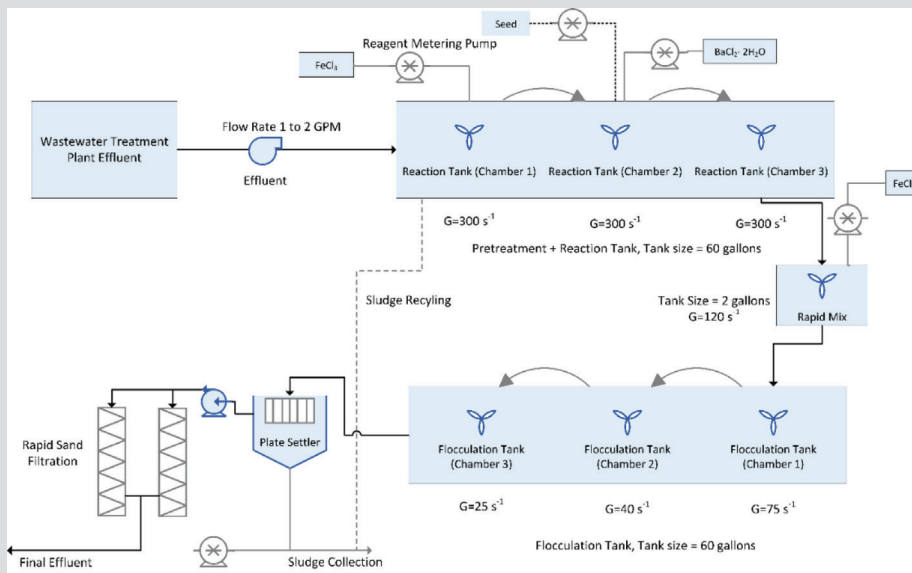 Seed
Reagent Metering Pump
FeCl₃
BaCl₂· 2H₂O
Wastewater Treatment
Plant Effluent
Flow Rate 1 to 2 GPM
Effluent
Reaction Tank (Chamber 1)
Reaction Tank (Chamber 2)
Reaction Tank (Chamber 3)
FeCl
G=300 s⁻¹
G=300 s⁻¹
G=300 s⁻¹
Pretreatment + Reaction Tank, Tank size = 60 gallons
Sludge Recyling
Tank Size = 2 gallons
G=120 s⁻¹
Rapid Mix
Rapid Sand
Filtration
Plate Settler
Flocculation Tank
(Chamber 3)
Flocculation Tank
(Chamber 2)
Flocculation Tank
(Chamber 1)
G=25 s⁻¹
G=40 s⁻¹
G=75 s⁻¹
Final Effluent
Sludge Collection
Flocculation Tank, Tank size = 60 gallons